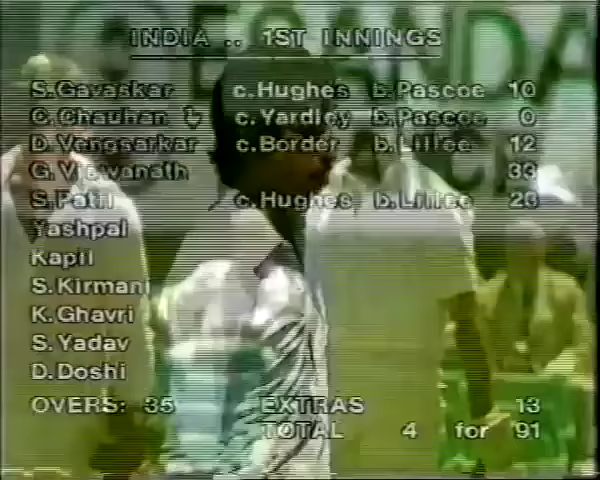 INDIA .. 1ST INNINGS
S.Gavaskar c.Hughes b.Pascoe 10
C.Chauhan c.Yardley b.Pascoe 0
D.Vengsarkar c.Border b.Lillee 12
G.Viswanath 33
S.Patil c.Hughes b.Lillee 23
Yashpal
Kapil
S.Kirmani
K.Ghavri
S.Yadav
D.Doshi
OVERS: 35 EXTRAS 13
TOTAL 4 for 91